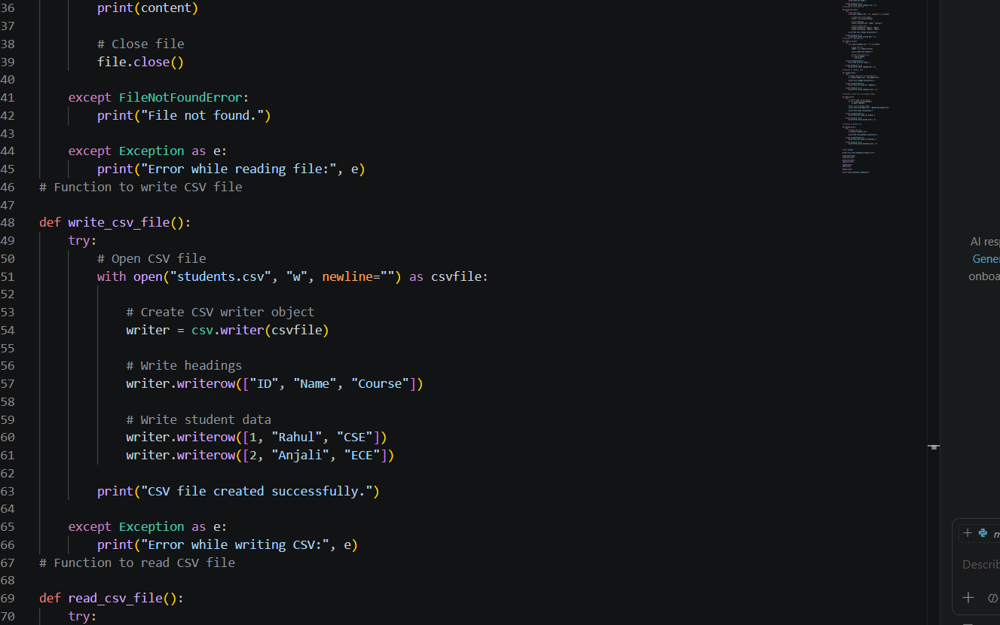 36 print(content)
37
38 # Close file
39 file.close()
40
41 except FileNotFoundError:
42 print("File not found.")
43
44 except Exception as e:
45 print("Error while reading file:", e)
46 # Function to write CSV file
47
48 def write_csv_file():
49 try:
50 # Open CSV file
51 with open("students.csv", "w", newline="") as csvfile:
52
53 # Create CSV writer object
54 writer = csv.writer(csvfile)
55
56 # Write headings
57 writer.writerow(["ID", "Name", "Course"])
58
59 # Write student data
60 writer.writerow([1, "Rahul", "CSE"])
61 writer.writerow([2, "Anjali", "ECE"])
62
63 print("CSV file created successfully.")
64
65 except Exception as e:
66 print("Error while writing CSV:", e)
67 # Function to read CSV file
68
69 def read_csv_file():
70 try:
AI resp
Gener
onboa
Describ